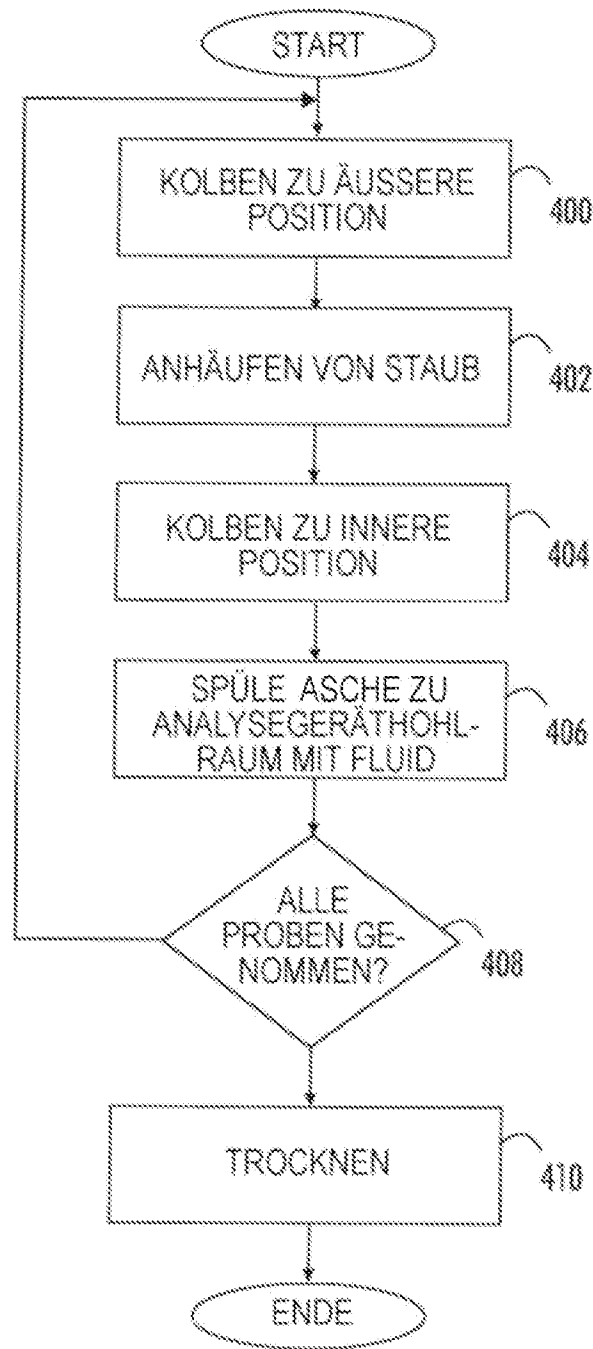 START
KOLBEN ZU ÄUSSERE
POSITION
400
ANHÄUFEN VON STAUB
402
KOLBEN ZU INNERE
POSITION
404
SPÜLE ASCHE ZU
ANALYSEGERÄTHOHL-
RAUM MIT FLUID
406
ALLE
PROBEN GE-
NOMMEN?
408
TROCKNEN
410
ENDE